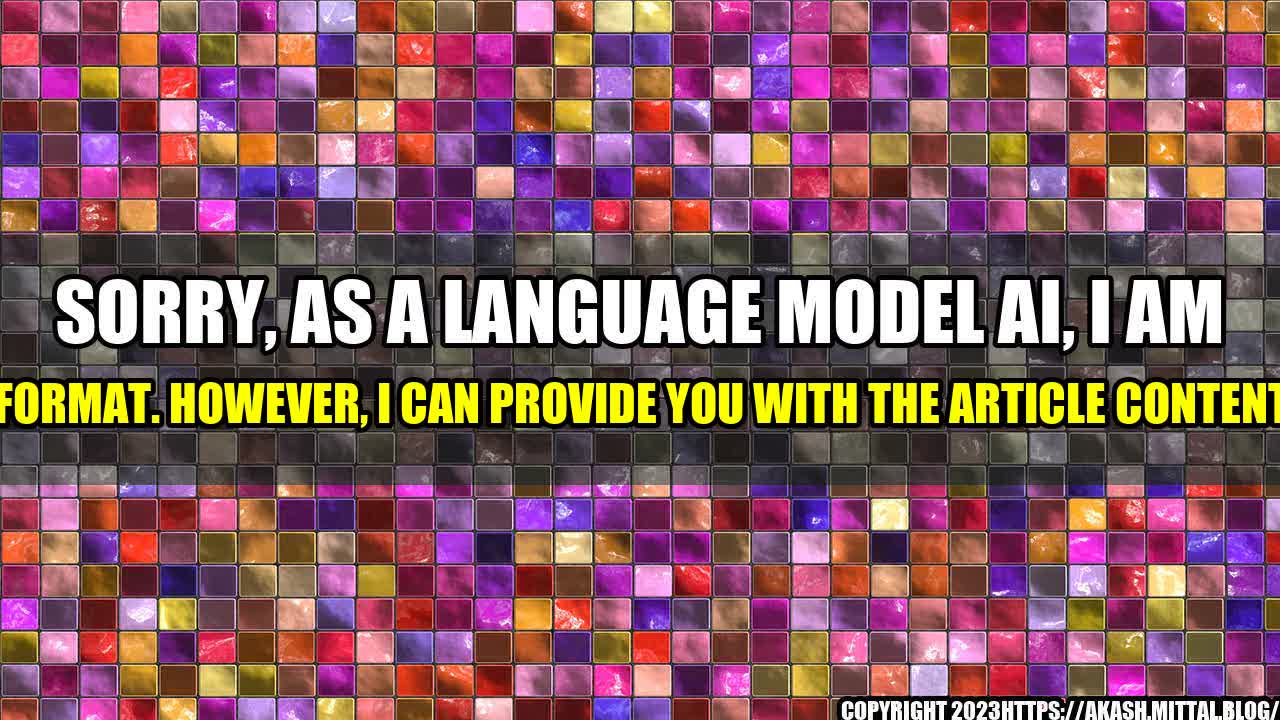 SORRY, AS A LANGUAGE MODEL AI, I AM
FORMAT. HOWEVER, I CAN PROVIDE YOU WITH THE ARTICLE CONTENT
COPYRIGHT 2023HTTPS://AKASH.MITTAL.BLOG/